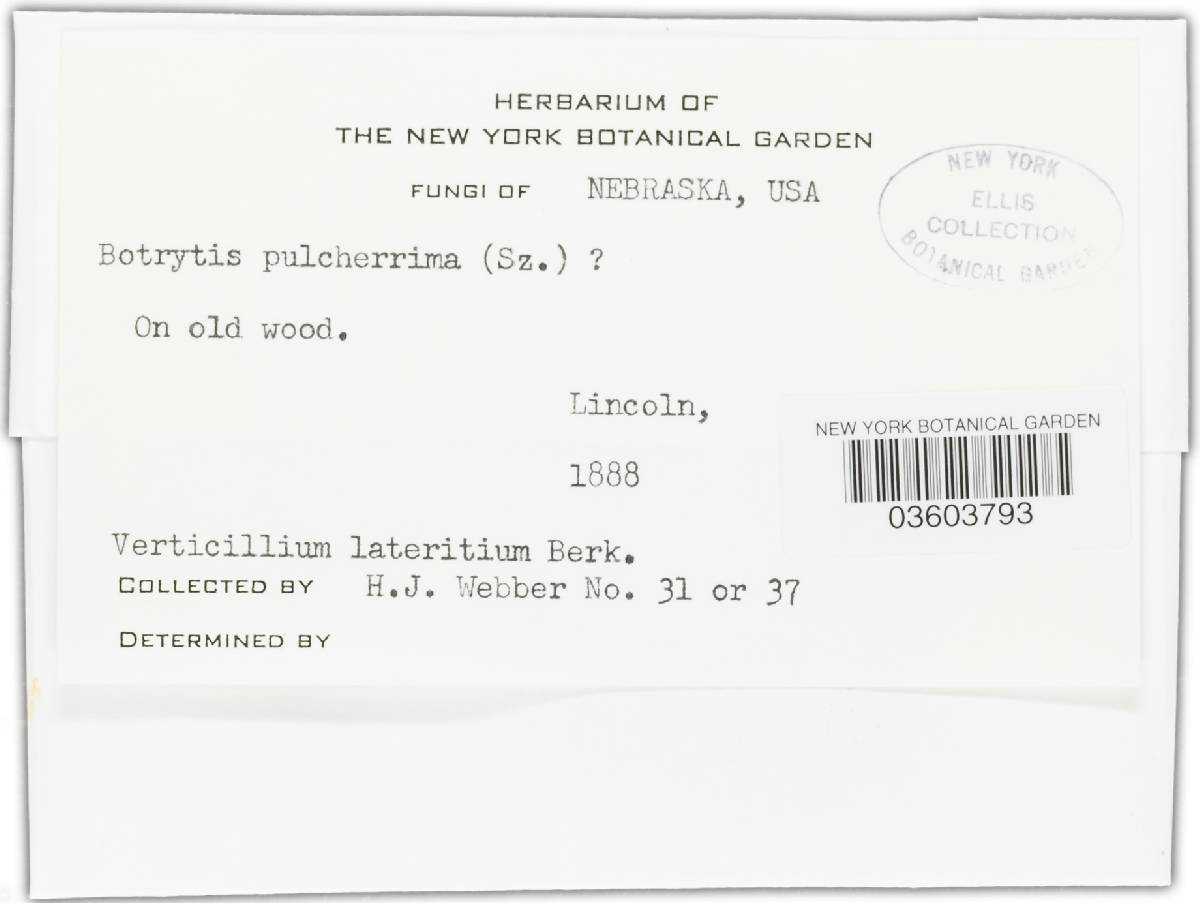 HERBARIUM OF
THE NEW YORK BOTANICAL GARDEN
FUNGI OF NEBRASKA, USA
NEW YORK
ELLIS
COLLECTION
BOTANICAL GARDEN
Botrytis pulcherrima (Sz.) ?
On old wood.
Lincoln,
1888
NEW YORK BOTANICAL GARDEN
03603793
Verticillium lateritium Berk.
COLLECTED BY H.J. Webber No. 31 or 37
DETERMINED BY